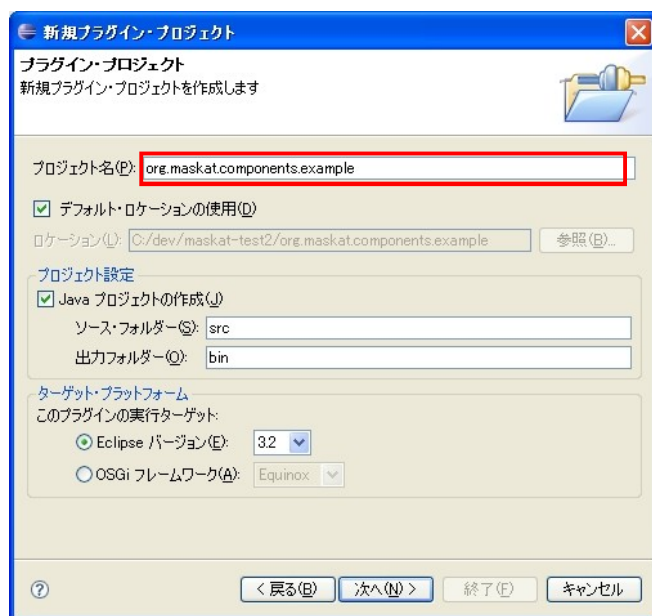 新規プラグイン・プロジェクト
プラグイン・プロジェクト
新規プラグイン・プロジェクトを作成します
プロジェクト名(P): org.maskat.components.example
デフォルト・ロケーションの使用(D)
ロケーション(L): C:/dev/maskat-test2/org.maskat.components.example 参照(B)...
プロジェクト設定
Java プロジェクトの作成(J)
ソース・フォルダー(S): src
出力フォルダー(O): bin
ターゲット・プラットフォーム
このプラグインの実行ターゲット:
Eclipse バージョン(E): 3.2
OSGi フレームワーク(A): Equinox
? < 戻る(B) 次へ(N) > 終了(F) キャンセル